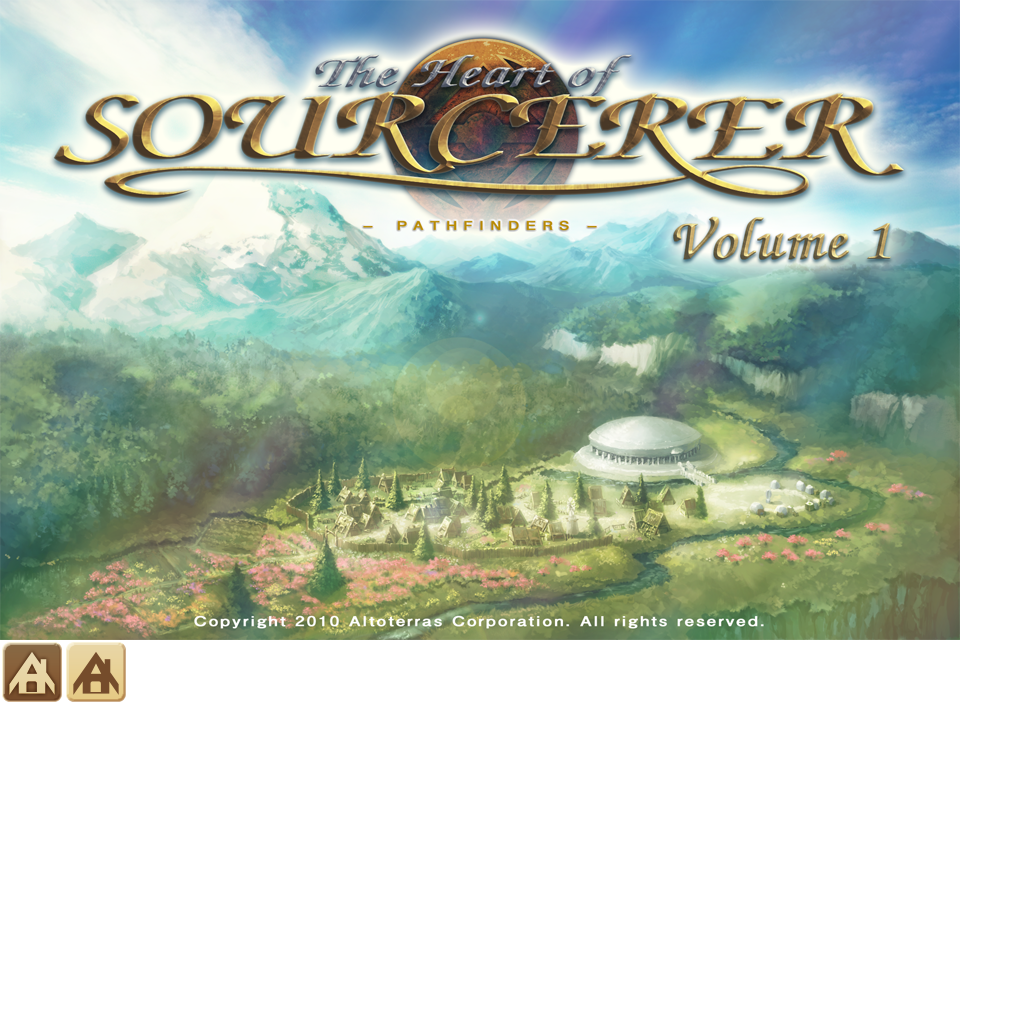 The Heart of
SOURCERER
– PATHFINDERS –
Volume 1
Copyright 2010 Altoterras Corporation. All rights reserved.